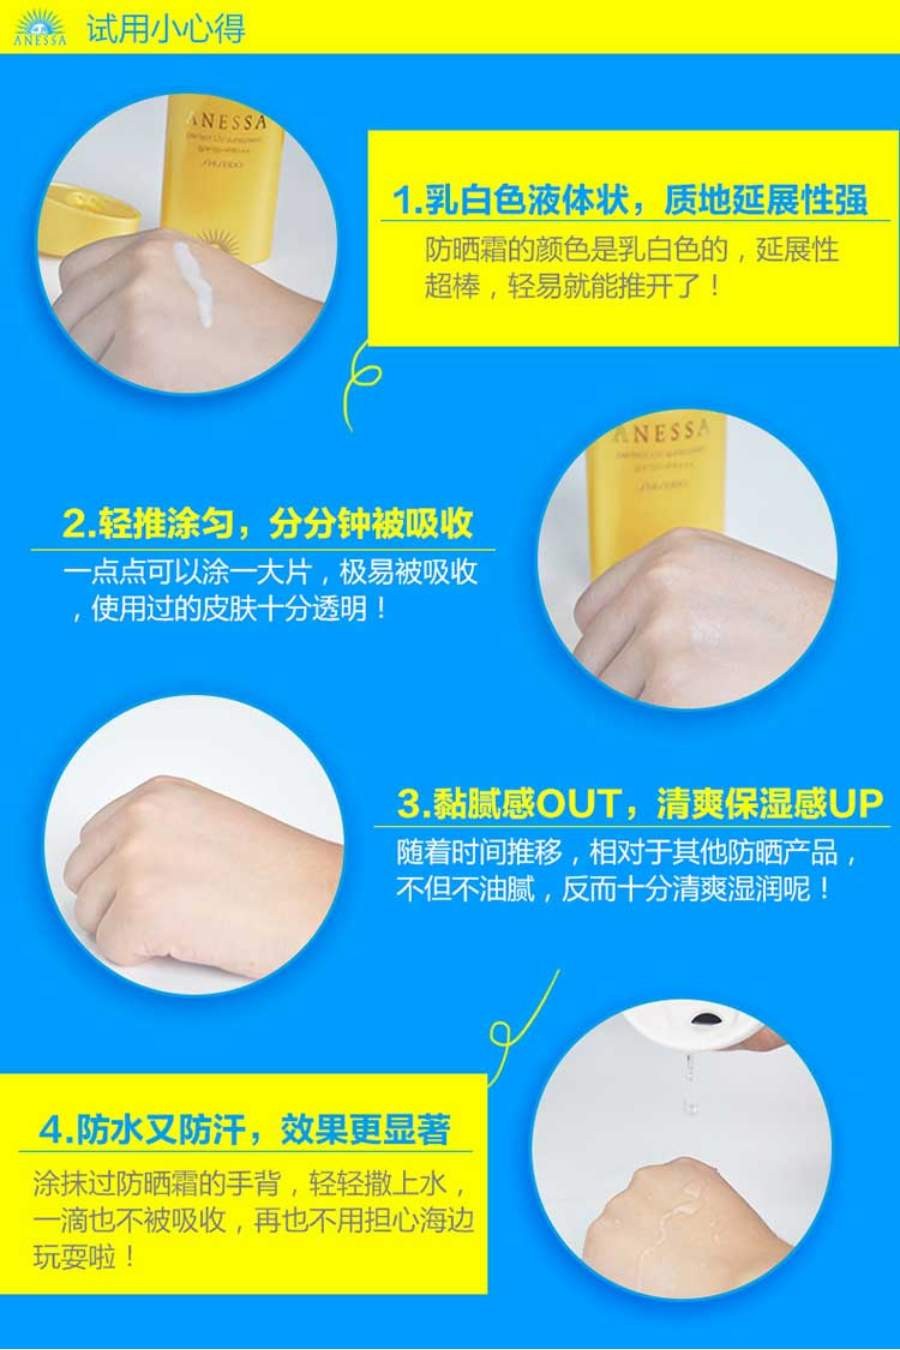 ANESSA
试用小心得
ANESSA
SHISEIDO
1.乳白色液体状，质地延展性强
防晒霜的颜色是乳白色的，延展性
超棒，轻易就能推开了！
ANESSA
SHISEIDO
2.轻推涂匀，分分钟被吸收
一点点可以涂一大片，极易被吸收
，使用过的皮肤十分透明！
3.黏腻感OUT，清爽保湿感UP
随着时间推移，相对于其他防晒产品，
不但不油腻，反而十分清爽湿润呢！
4.防水又防汗，效果更显著
涂抹过防晒霜的手背，轻轻撒上水，
一滴也不被吸收，再也不用担心海边
玩耍啦！